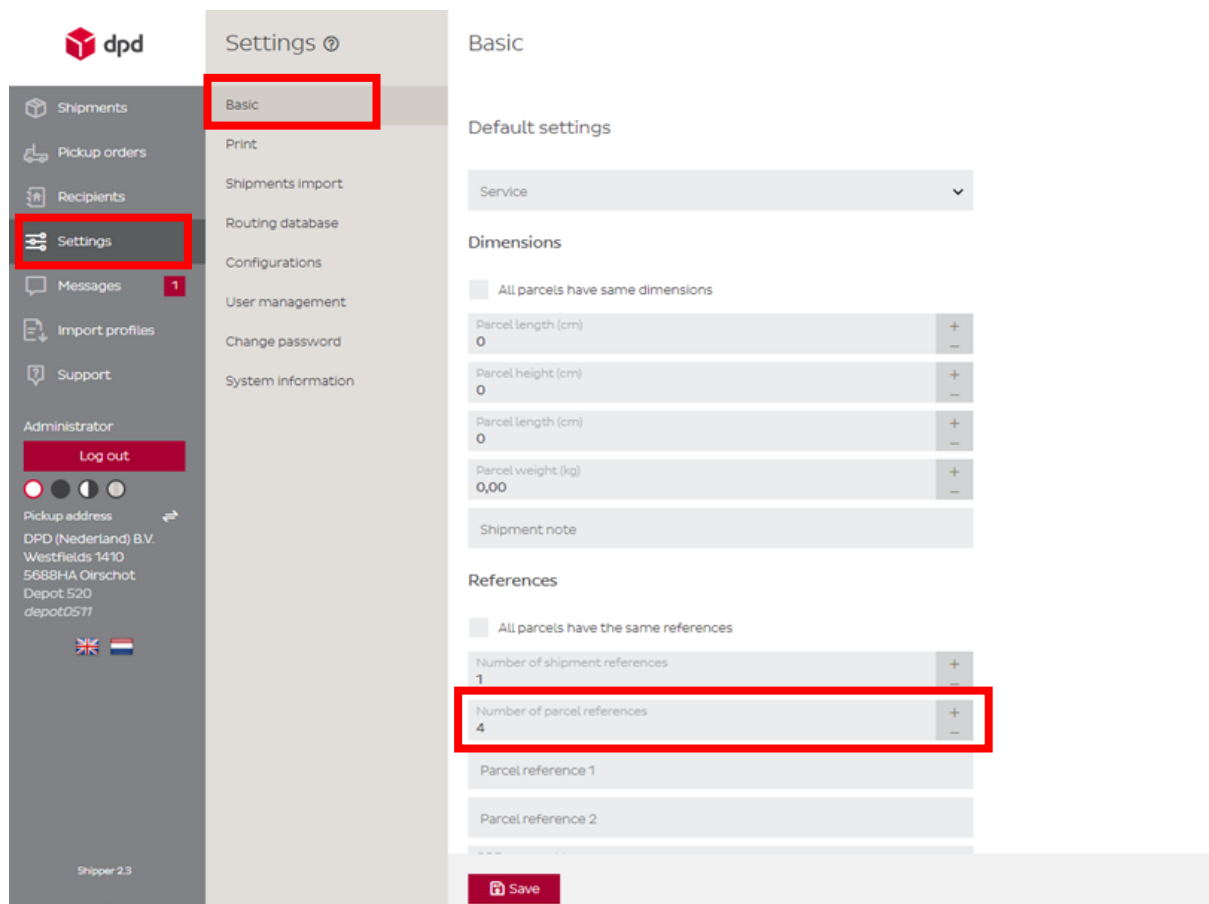 dpd
Shipments
Pickup orders
Recipients
Settings
Messages 1
Import profiles
Support
Administrator
Log out
Pickup address
DPD (Nederland) B.V.
Westfields 1410
5688HA Oirschot
Depot 520
depot0511
Shipper 2.3
Settings
Basic
Print
Shipments import
Routing database
Configurations
User management
Change password
System information
Basic
Default settings
Service
Dimensions
All parcels have same dimensions
Parcel length (cm)
0
Parcel height (cm)
0
Parcel length (cm)
0
Parcel weight (kg)
0,00
Shipment note
References
All parcels have the same references
Number of shipment references
1
Number of parcel references
4
Parcel reference 1
Parcel reference 2
Save